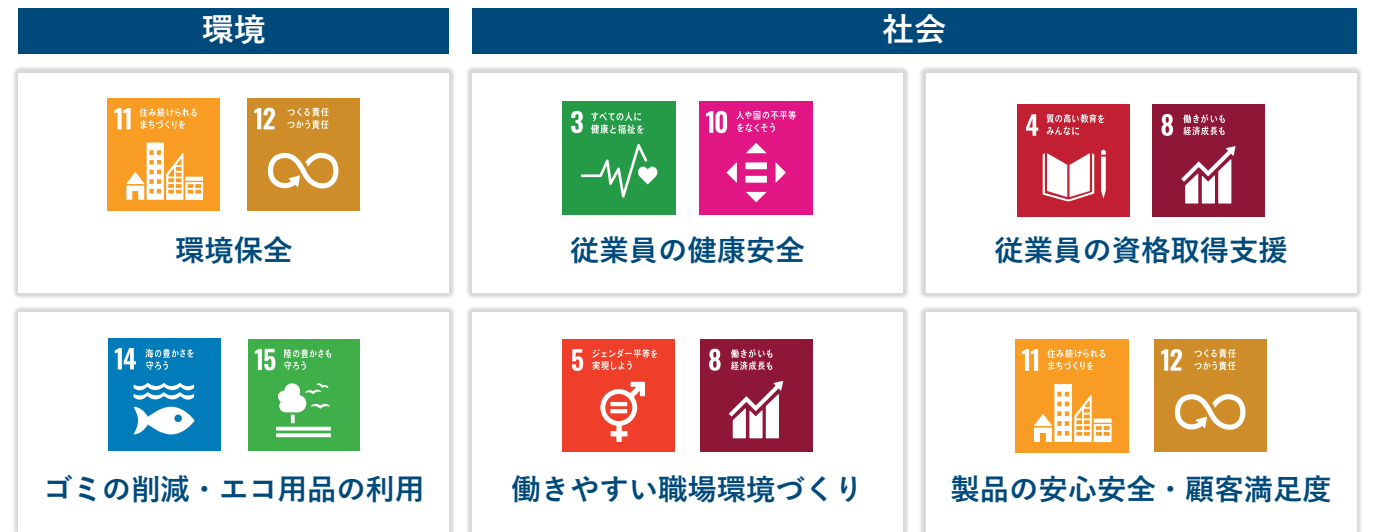 環境
社会
11 住み続けられる
まちづくりを
12 つくる責任
つかう責任
環境保全
3 すべての人に
健康と福祉を
10 人や国の不平等
をなくそう
従業員の健康安全
4 質の高い教育を
みんなに
8 働きがいも
経済成長も
従業員の資格取得支援
14 海の豊かさを
守ろう
15 陸の豊かさも
守ろう
ゴミの削減・エコ用品の利用
5 ジェンダー平等を
実現しよう
8 働きがいも
経済成長も
働きやすい職場環境づくり
11 住み続けられる
まちづくりを
12 つくる責任
つかう責任
製品の安心安全・顧客満足度